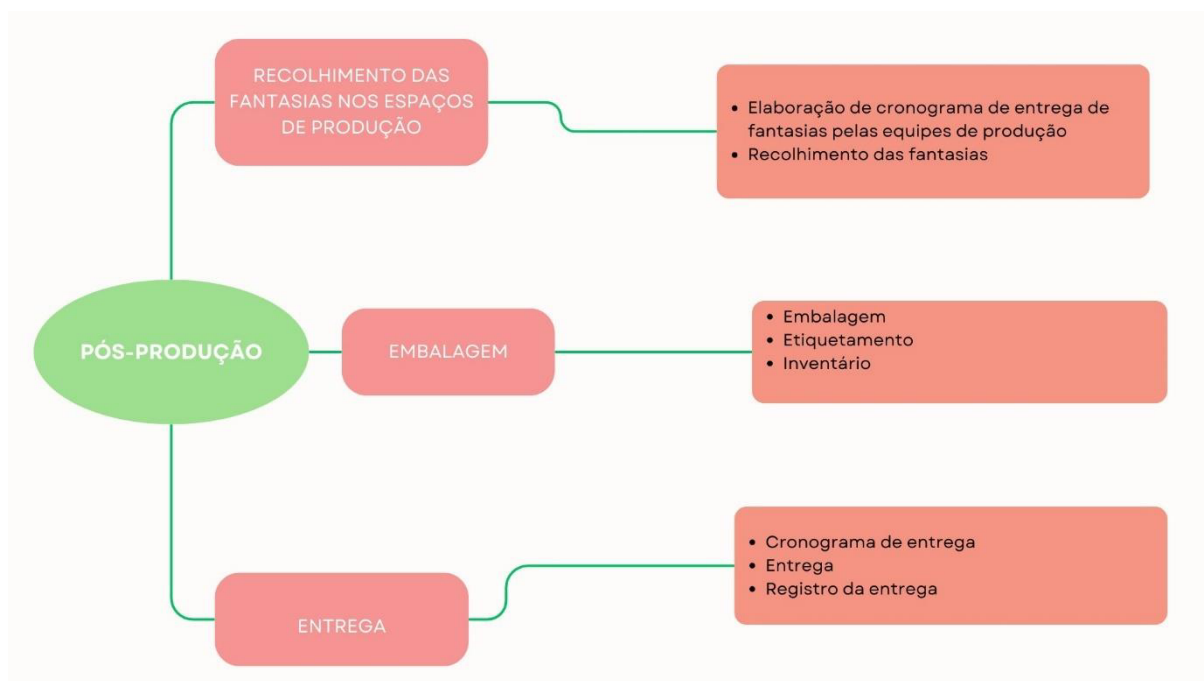 RECOLHIMENTO DAS
FANTASIAS NOS ESPAÇOS
DE PRODUÇÃO
• Elaboração de cronograma de entrega de
fantasias pelas equipes de produção
• Recolhimento das fantasias
PÓS-PRODUÇÃO
EMBALAGEM
• Embalagem
• Etiquetamento
• Inventário
ENTREGA
• Cronograma de entrega
• Entrega
• Registro da entrega